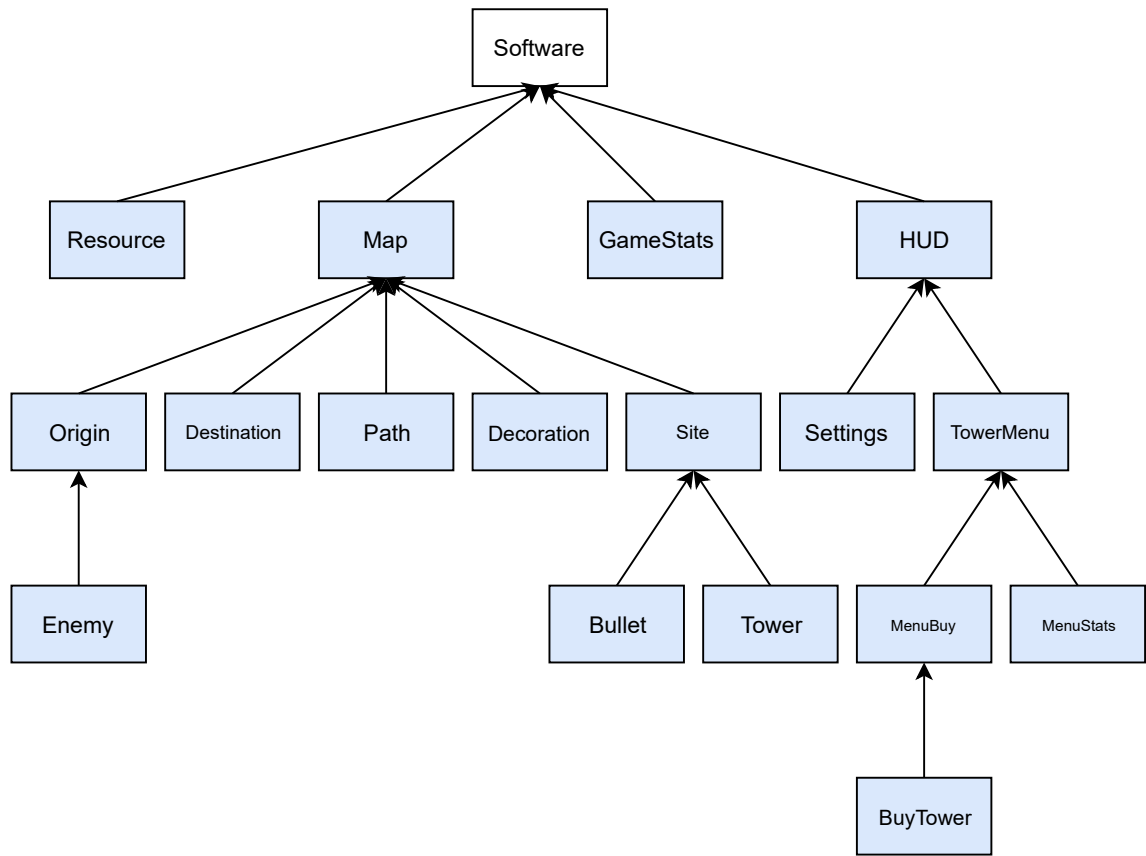 Software
Resource
Map
GameStats
HUD
Origin
Destination
Path
Decoration
Site
Settings
TowerMenu
Enemy
Bullet
Tower
MenuBuy
MenuStats
BuyTower